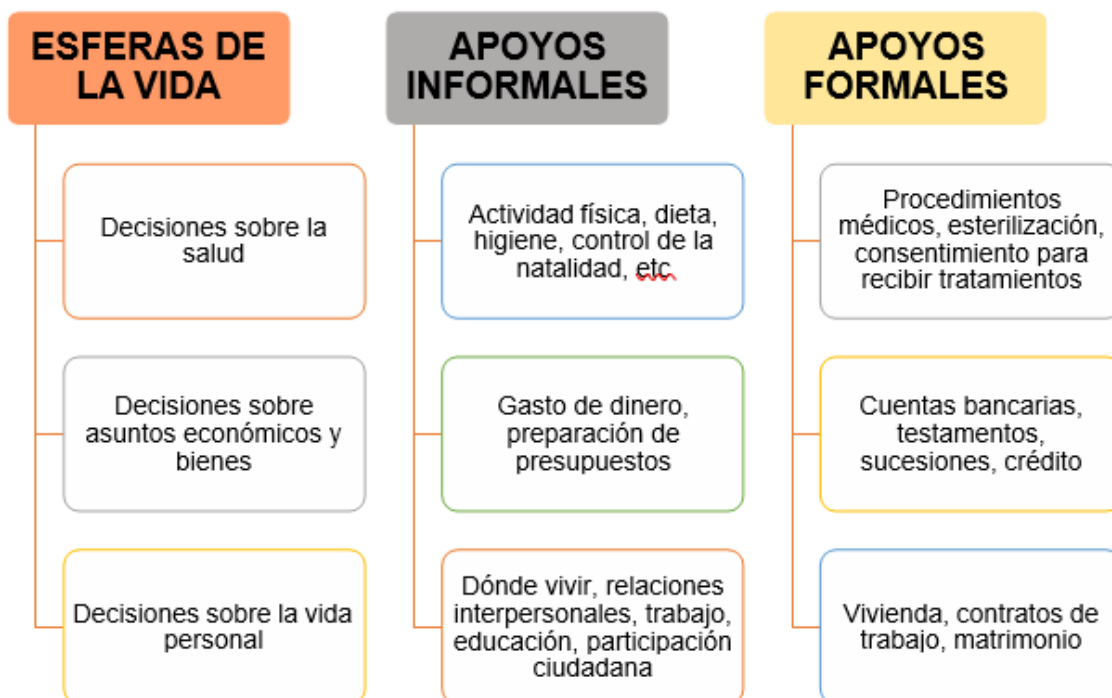 ESFERAS DE
LA VIDA
Decisiones sobre la
salud
Decisiones sobre
asuntos económicos y
bienes
Decisiones sobre la vida
personal
APOYOS
INFORMALES
Actividad física, dieta,
higiene, control de la
natalidad, etc
Gasto de dinero,
preparación de
presupuestos
Dónde vivir, relaciones
interpersonales, trabajo,
educación, participación
ciudadana
APOYOS
FORMALES
Procedimientos
médicos, esterilización,
consentimiento para
recibir tratamientos
Cuentas bancarias,
testamentos,
sucesiones, crédito
Vivienda, contratos de
trabajo, matrimonio